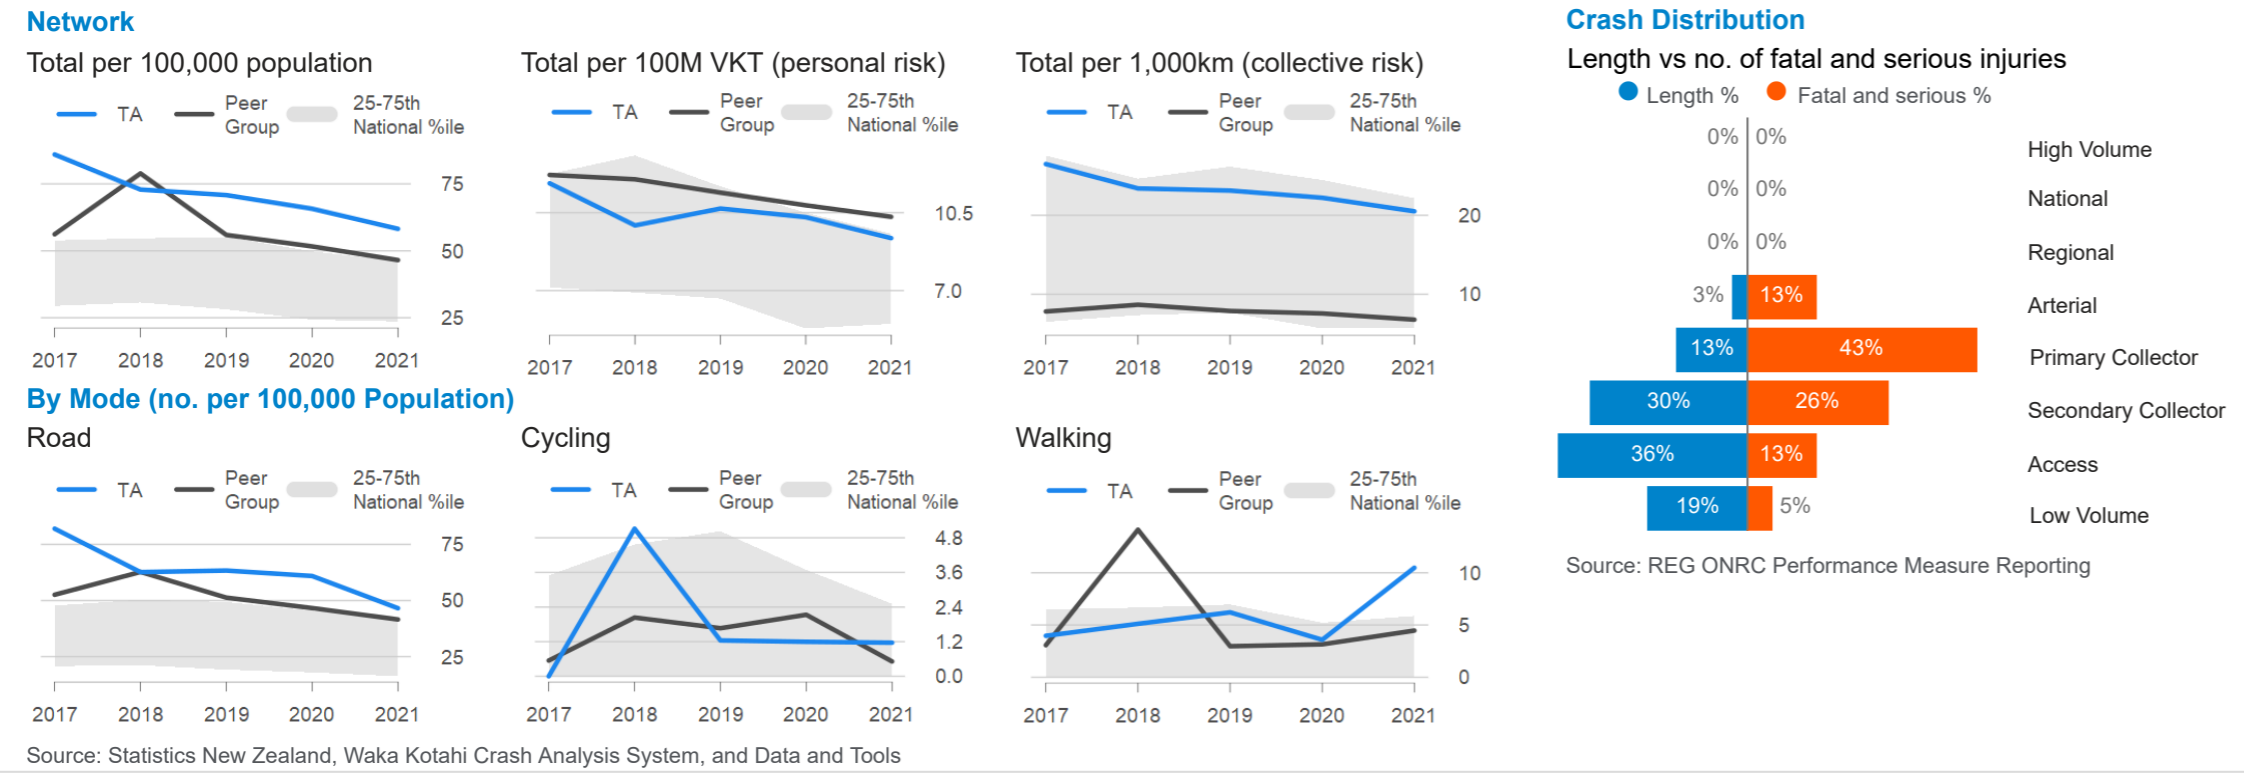 Network
Total per 100,000 population
TA
Peer
Group
25-75th
National %ile
75
50
25
2017 2018 2019 2020 2021
Total per 100M VKT (personal risk)
TA
Peer
Group
25-75th
National %ile
10.5
7.0
2017 2018 2019 2020 2021
Total per 1,000km (collective risk)
TA
Peer
Group
25-75th
National %ile
20
10
2017 2018 2019 2020 2021
By Mode (no. per 100,000 Population)
Road
TA
Peer
Group
25-75th
National %ile
75
50
25
2017 2018 2019 2020 2021
Cycling
TA
Peer
Group
25-75th
National %ile
4.8
3.6
2.4
1.2
0.0
2017 2018 2019 2020 2021
Walking
TA
Peer
Group
25-75th
National %ile
10
5
0
2017 2018 2019 2020 2021
Source: Statistics New Zealand, Waka Kotahi Crash Analysis System, and Data and Tools
Crash Distribution
Length vs no. of fatal and serious injuries
Length % Fatal and serious %
0% 0% High Volume
0% 0% National
0% 0% Regional
3% 13% Arterial
13% 43% Primary Collector
30% 26% Secondary Collector
36% 13% Access
19% 5% Low Volume
Source: REG ONRC Performance Measure Reporting